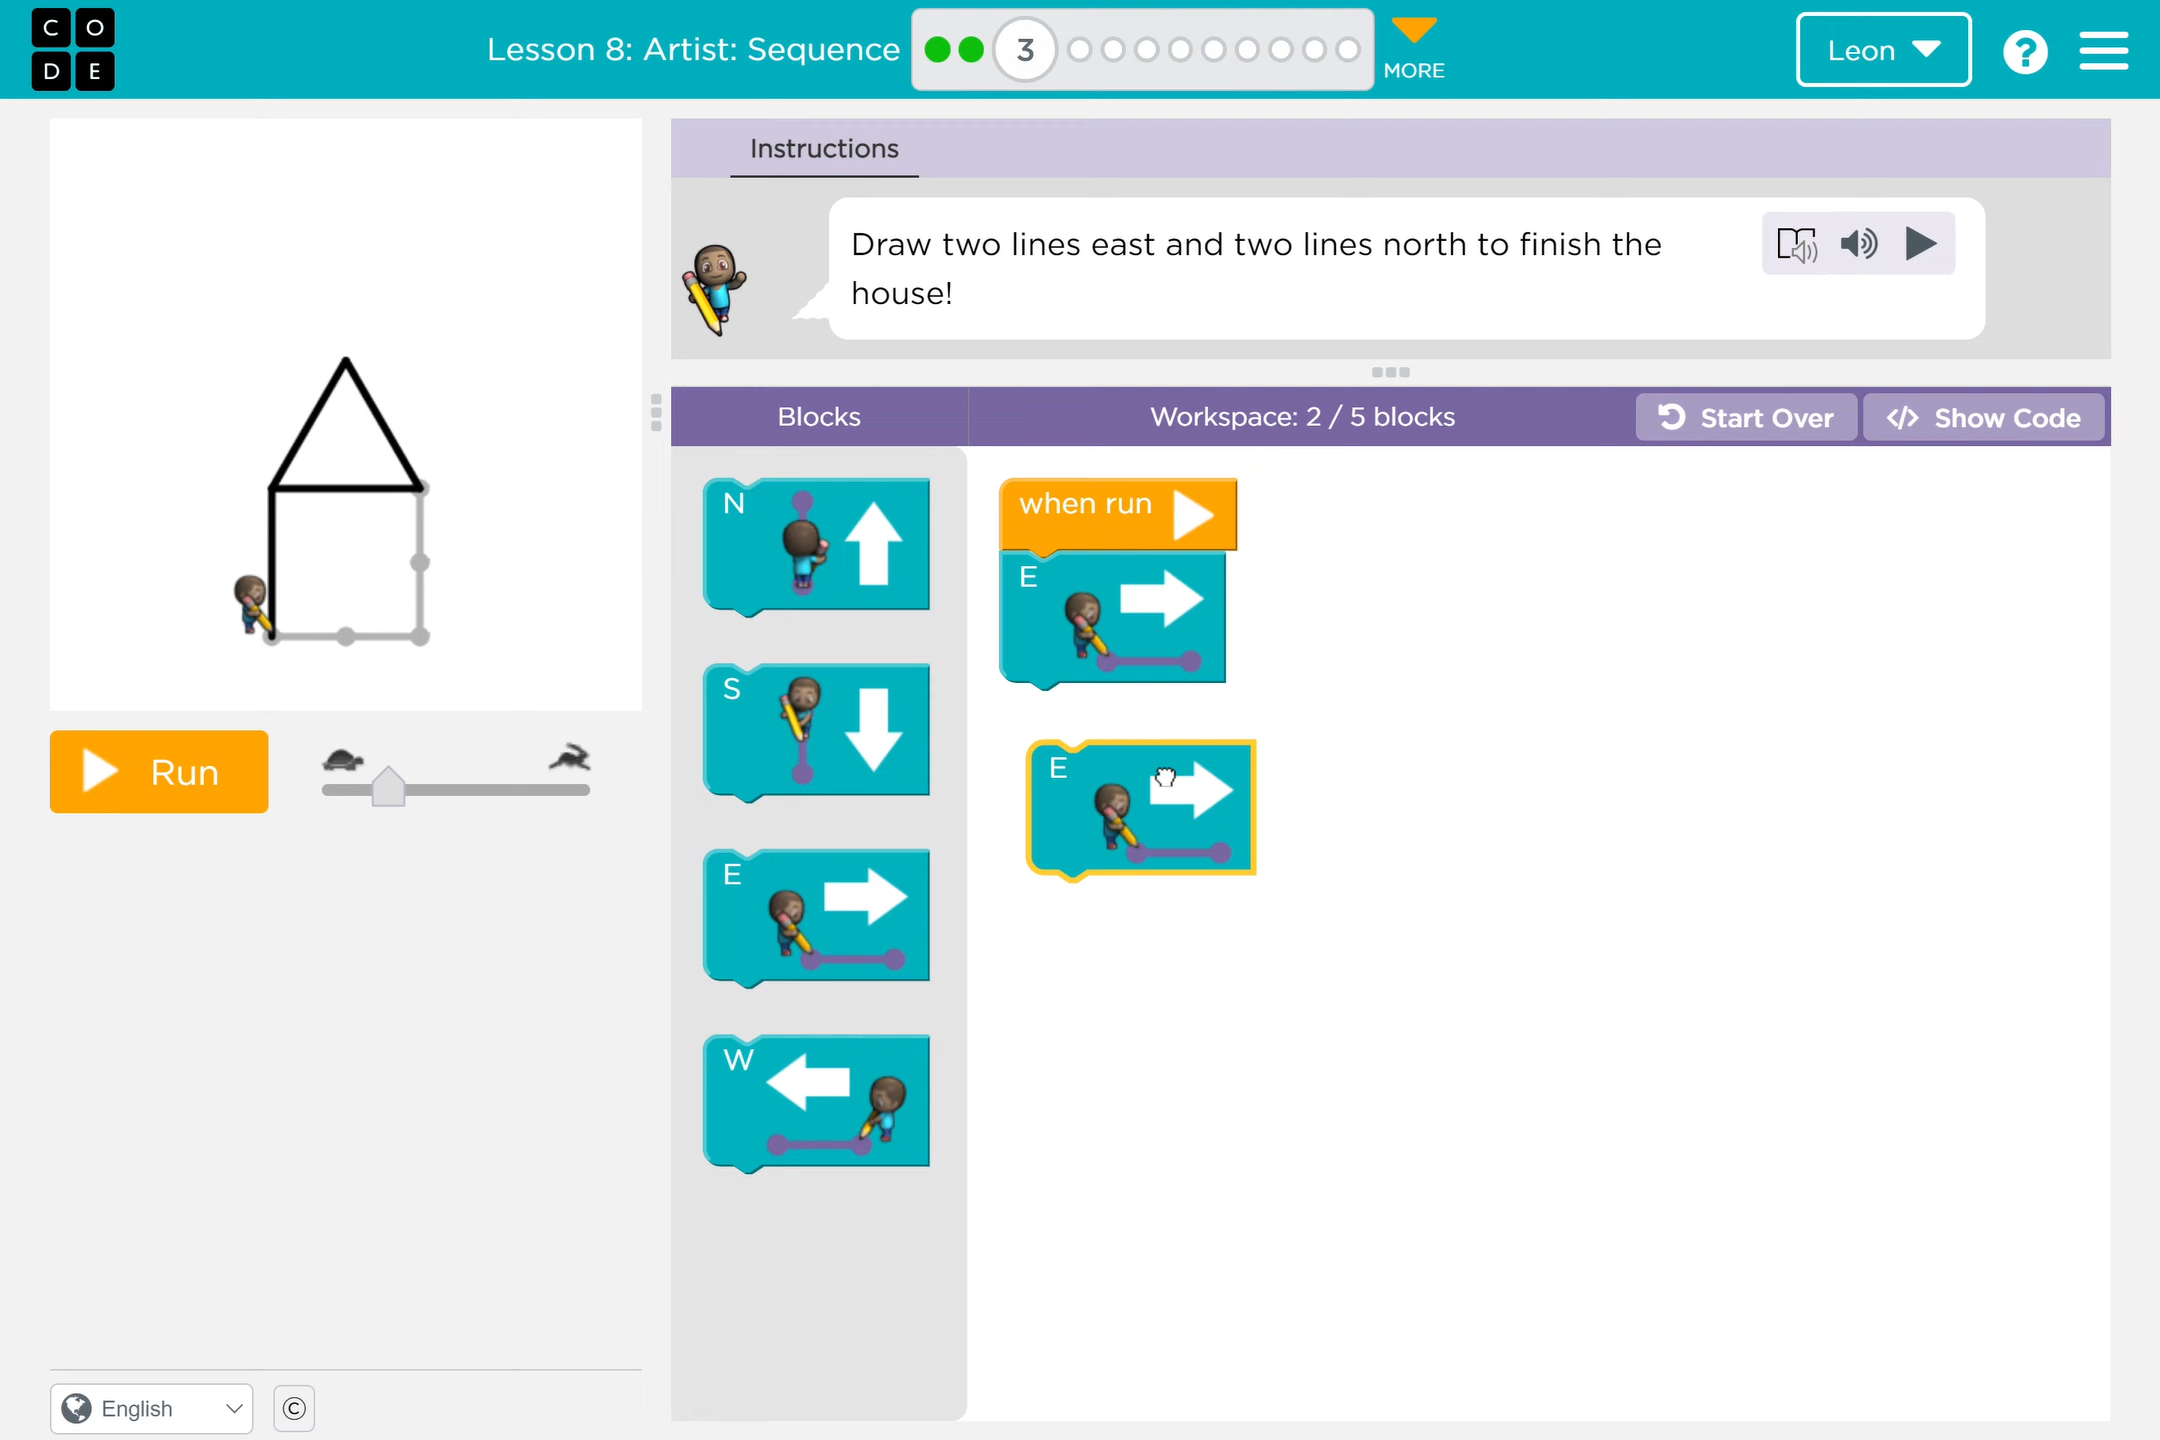 CODE
Lesson 8: Artist: Sequence
3
MORE
Leon
?
Instructions
Draw two lines east and two lines north to finish the
house!
Blocks
Workspace: 2 / 5 blocks
Start Over
</> Show Code
N
S
E
W
when run
E
E
Run
English
©